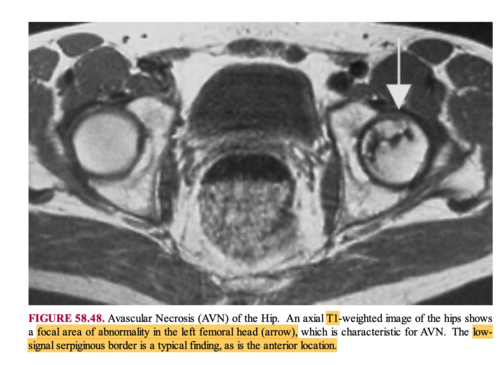 FIGURE 58.48. Avascular Necrosis (AVN) of the Hip. An axial T1-weighted image of the hips shows
a focal area of abnormality in the left femoral head (arrow), which is characteristic for AVN. The low-
signal serpiginous border is a typical finding, as is the anterior location.